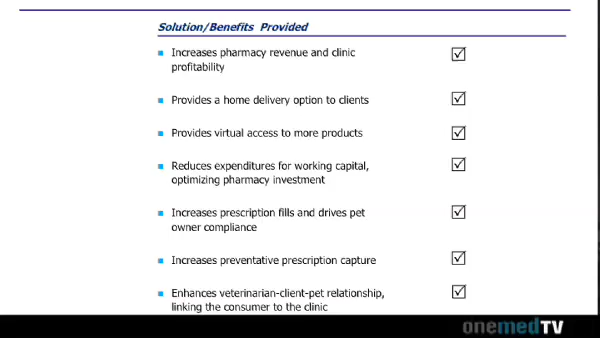 Solution/Benefits Provided
Increases pharmacy revenue and clinic
profitability
Provides a home delivery option to clients
Provides virtual access to more products
Reduces expenditures for working capital,
optimizing pharmacy investment
Increases prescription fills and drives pet
owner compliance
Increases preventative prescription capture
Enhances veterinarian-client-pet relationship,
linking the consumer to the clinic
onemedTV